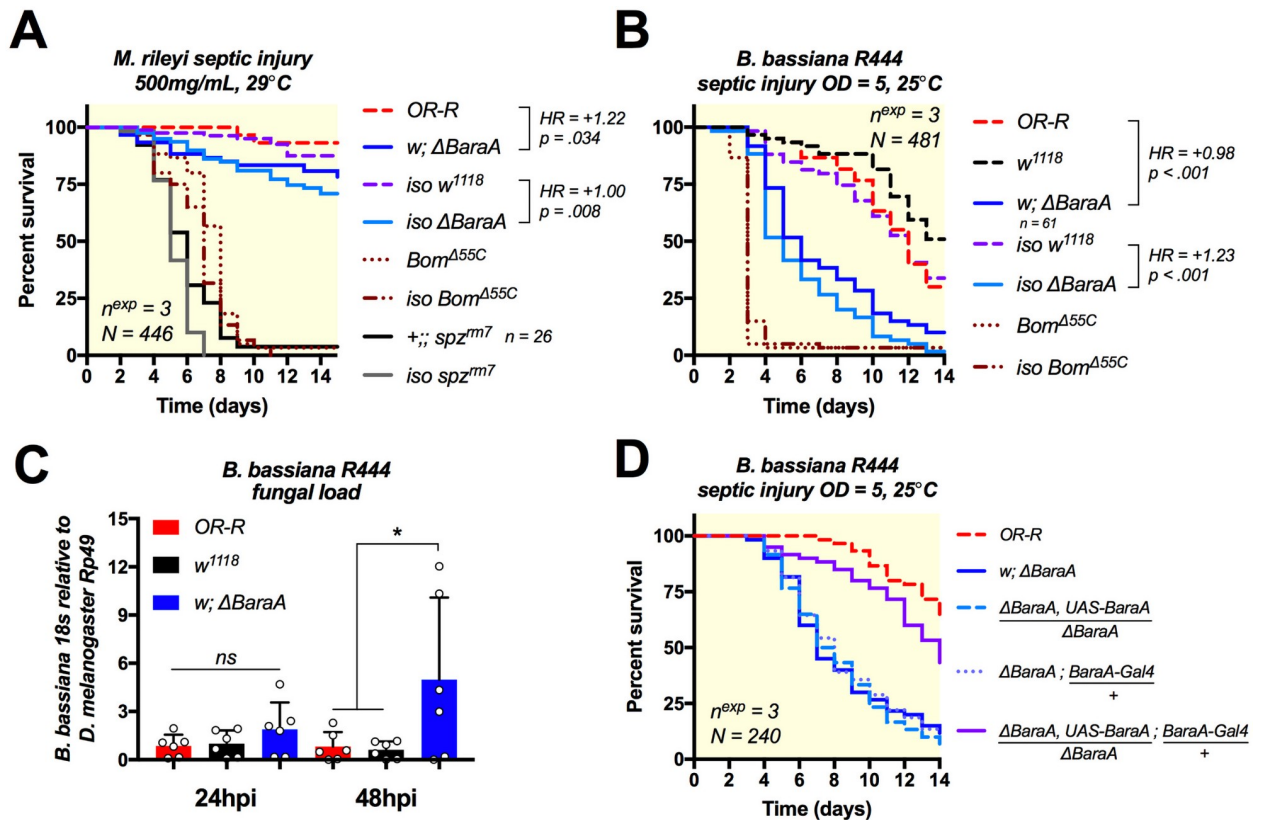 A
M. rileyi septic injury
500mg/mL, 29°C
Percent survival
100
75
50
25
0
n^exp = 3
N = 446
0 2 4 6 8 10 12 14
Time (days)
OR-R
w; ΔBaraA
iso w^1118
iso ΔBaraA
Bom^Δ55C
iso Bom^Δ55C
+;; spz^rm7 n = 26
iso spz^rm7
HR = +1.22
p = .034
HR = +1.00
p = .008
B
B. bassiana R444
septic injury OD = 5, 25°C
Percent survival
100
75
50
25
0
n^exp = 3
N = 481
0 2 4 6 8 10 12 14
Time (days)
OR-R
w^1118
w; ΔBaraA
n = 61
iso w^1118
iso ΔBaraA
Bom^Δ55C
iso Bom^Δ55C
HR = +0.98
p < .001
HR = +1.23
p < .001
C
B. bassiana R444
fungal load
B. bassiana 18s relative to
D. melanogaster Rp49
15
12
9
6
3
0
OR-R
w^1118
w; ΔBaraA
ns
*
24hpi 48hpi
D
B. bassiana R444
septic injury OD = 5, 25°C
Percent survival
100
75
50
25
0
n^exp = 3
N = 240
0 2 4 6 8 10 12 14
Time (days)
OR-R
w; ΔBaraA
ΔBaraA, UAS-BaraA
ΔBaraA
ΔBaraA ; BaraA-Gal4
+
ΔBaraA, UAS-BaraA ; BaraA-Gal4
ΔBaraA +